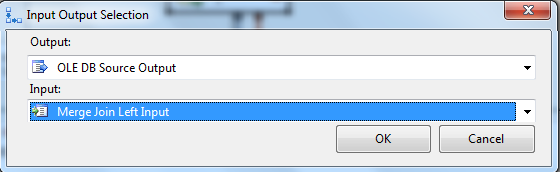 Input Output Selection
Output:
OLE DB Source Output
Input:
Merge Join Left Input
OK
Cancel